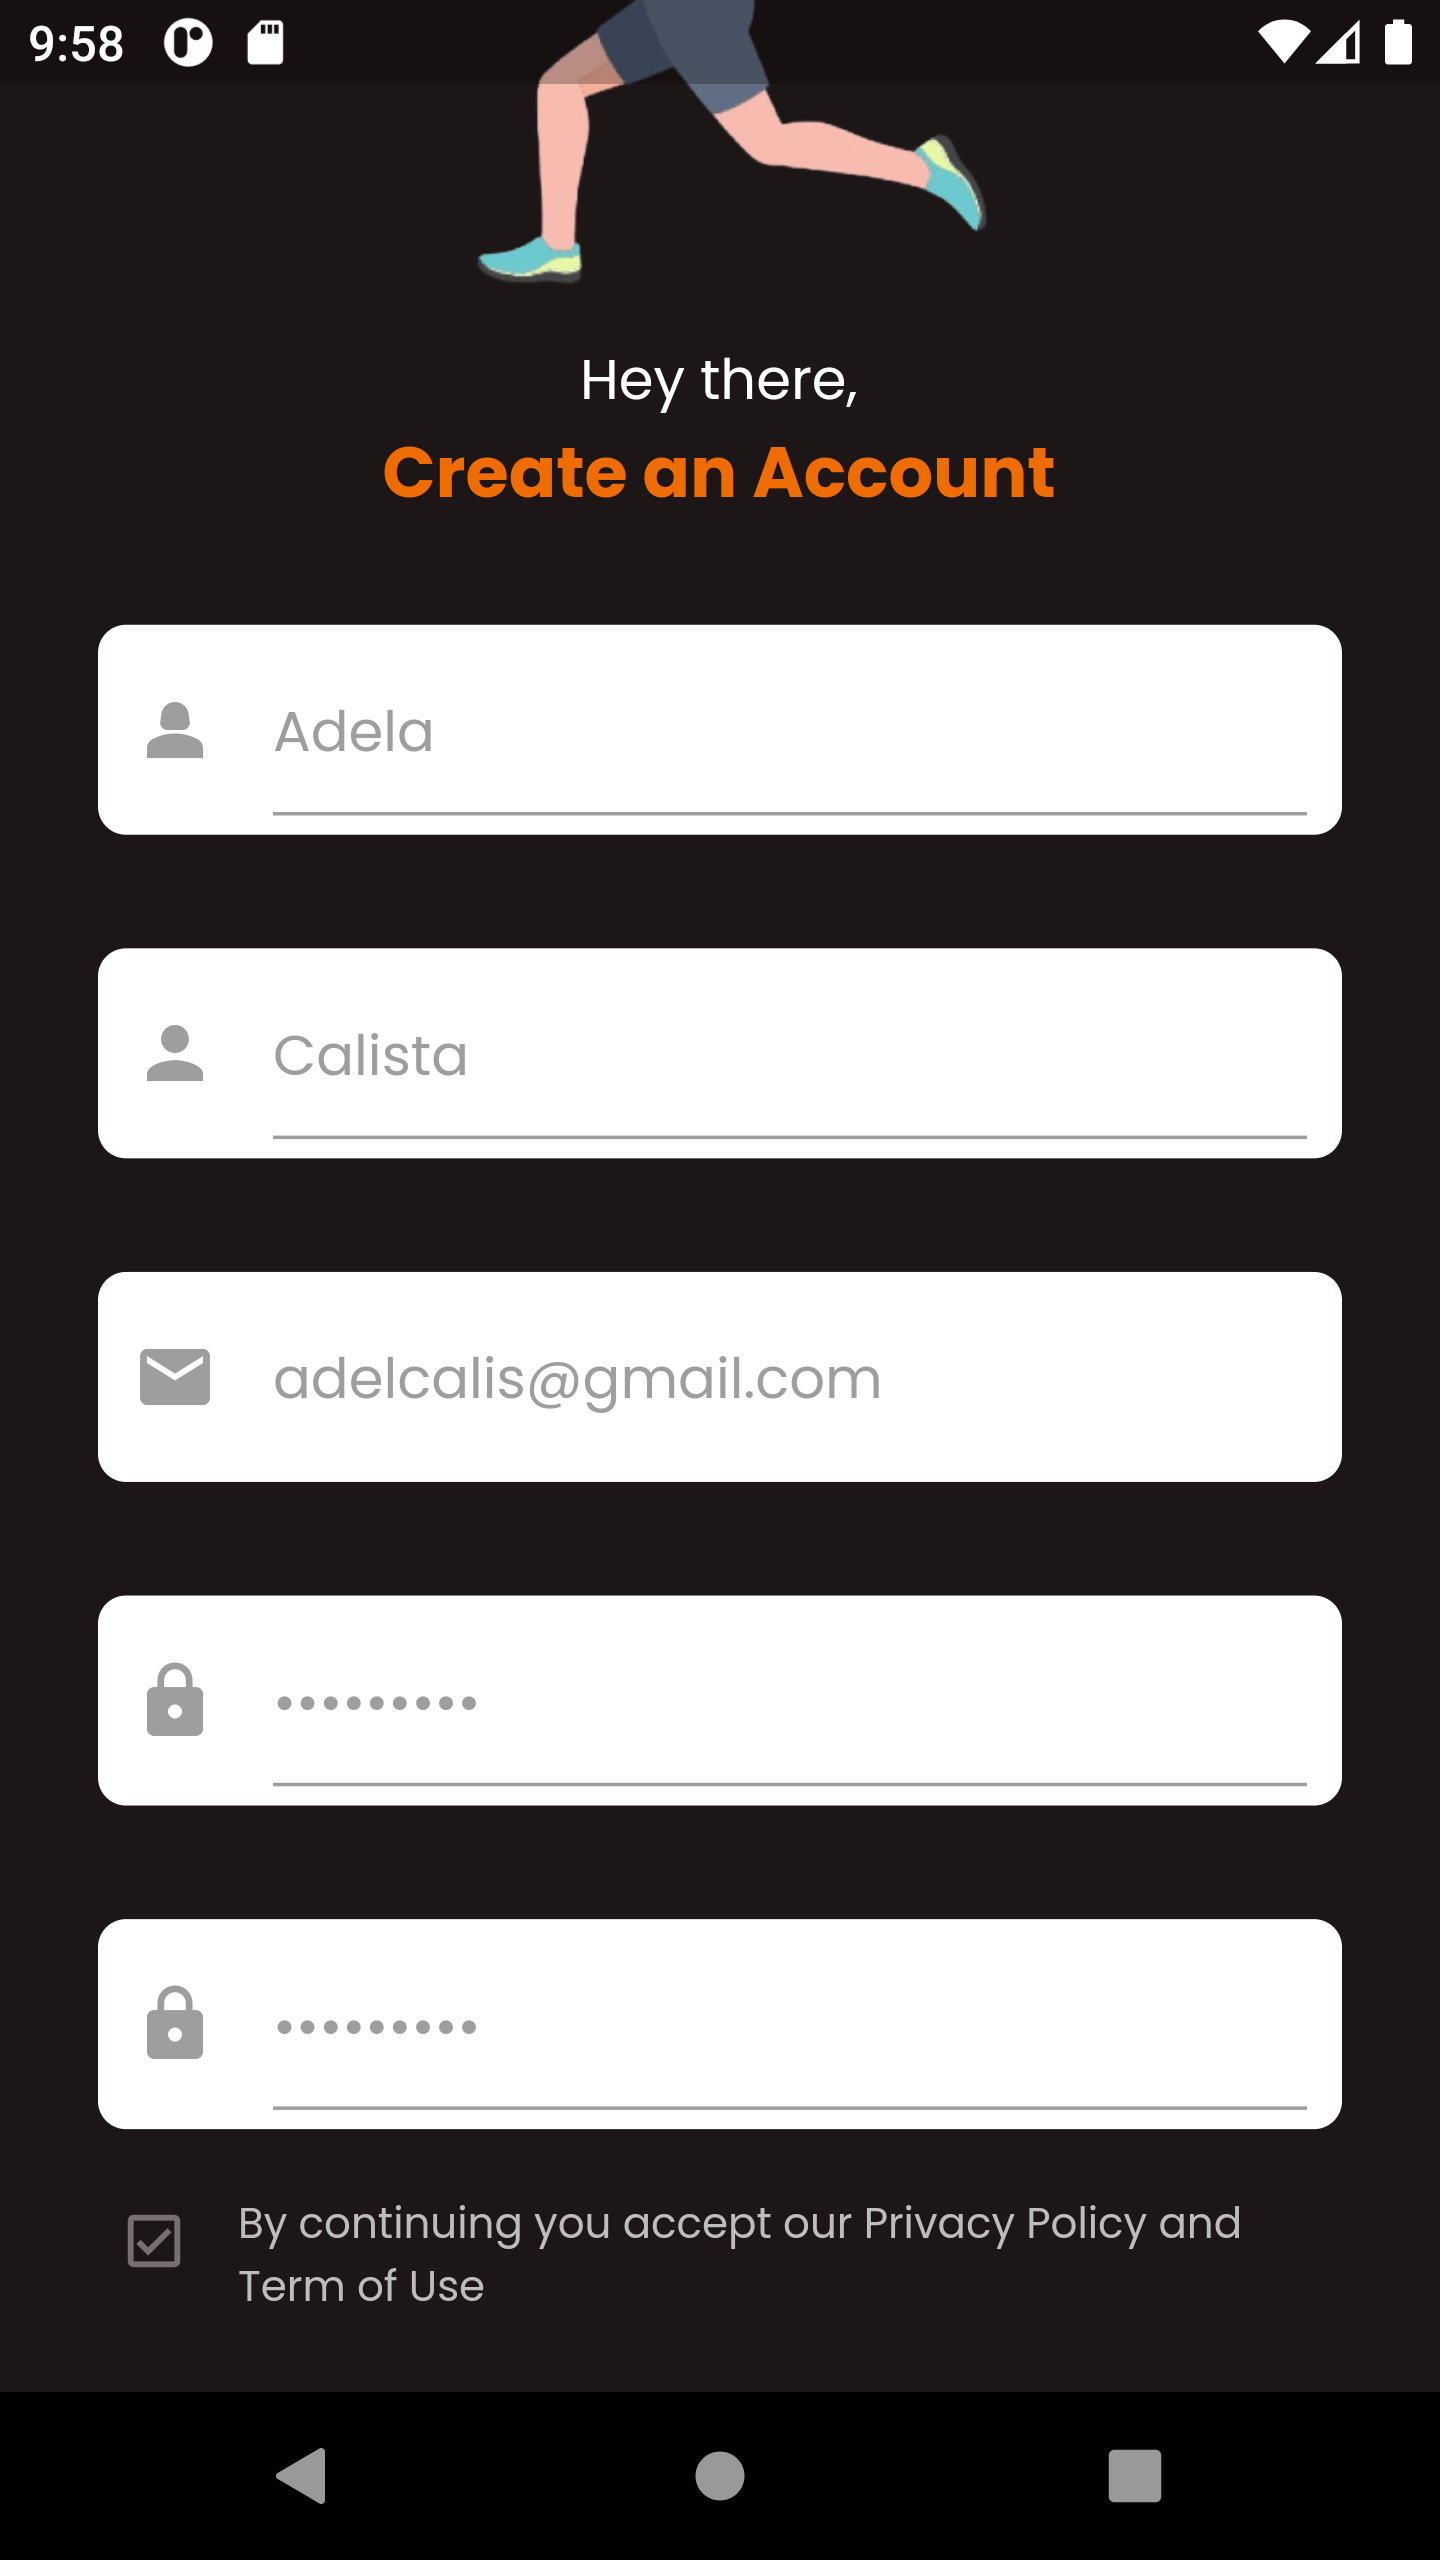 9:58
Hey there,
Create an Account
Adela
Calista
adelcalis@gmail.com
•••••••••
•••••••••
By continuing you accept our Privacy Policy and
Term of Use